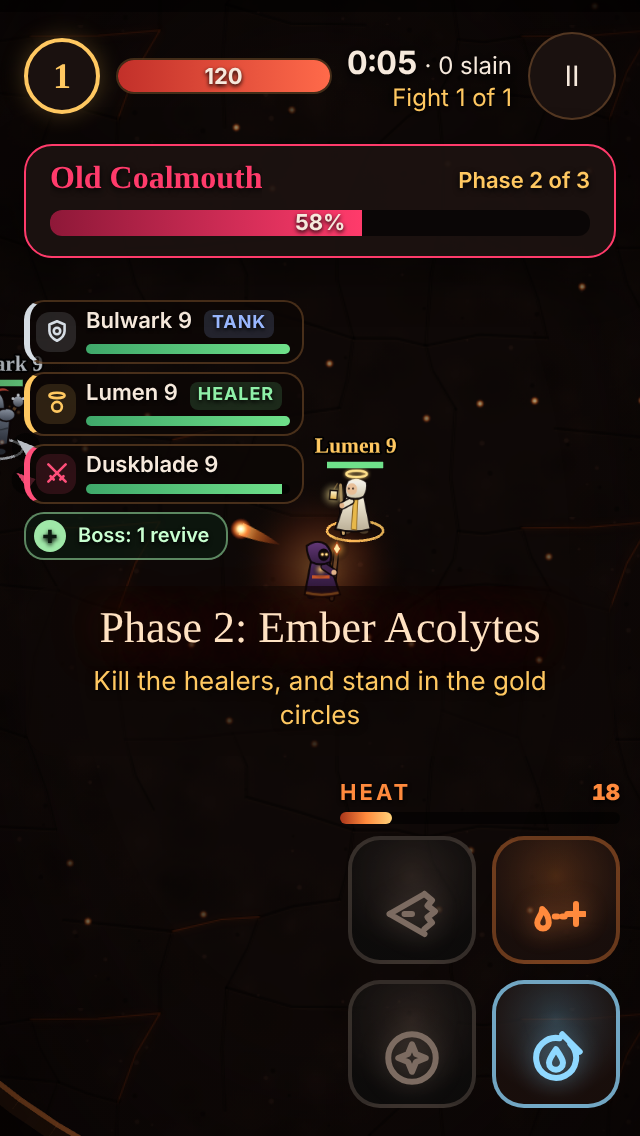 1
120
0:05 · 0 slain
Fight 1 of 1
Old Coalmouth
Phase 2 of 3
58%
Bulwark 9 TANK
ark 9
Lumen 9 HEALER
Lumen 9
Duskblade 9
Boss: 1 revive
Phase 2: Ember Acolytes
Kill the healers, and stand in the gold
circles
HEAT 18